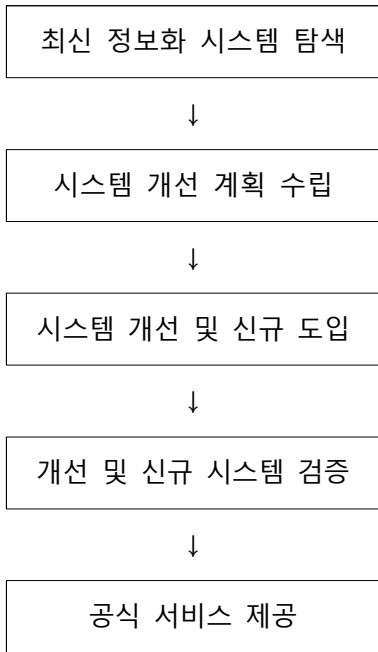 최신 정보화 시스템 탐색
↓
시스템 개선 계획 수립
↓
시스템 개선 및 신규 도입
↓
개선 및 신규 시스템 검증
↓
공식 서비스 제공